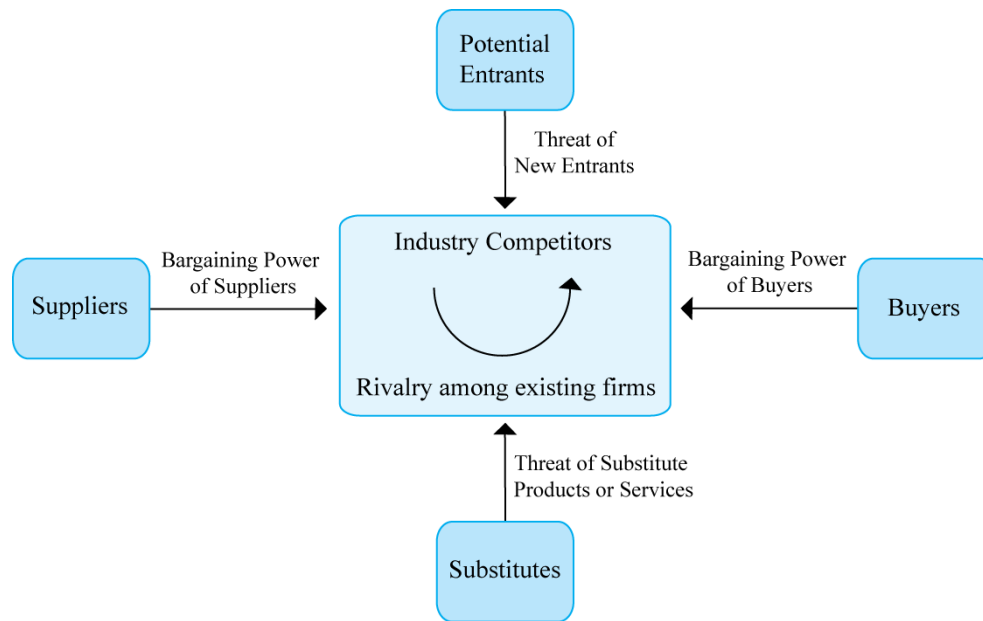 Potential
Entrants
Threat of
New Entrants
Industry Competitors
Bargaining Power
of Suppliers
Suppliers
Bargaining Power
of Buyers
Buyers
Rivalry among existing firms
Threat of Substitute
Products or Services
Substitutes